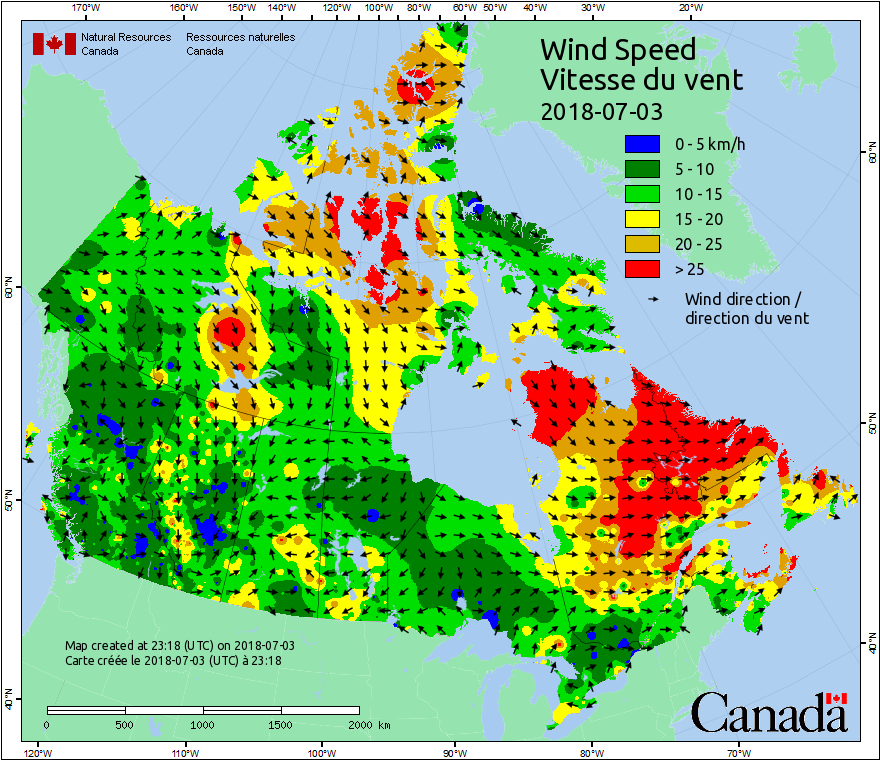 170°W 160°W 150°W 140°W 120°W 100°W 80°W 60°W 50°W 40°W 30°W 20°W
Natural Resources Ressources naturelles
Canada Canada
Wind Speed
Vitesse du vent
2018-07-03
0 - 5 km/h
5 - 10
10 - 15
15 - 20
20 - 25
> 25
Wind direction /
direction du vent
60°N 60°N
50°N 50°N
40°N 40°N
Map created at 23:18 (UTC) on 2018-07-03
Carte créée le 2018-07-03 (UTC) à 23:18
0 500 1000 1500 2000 km
Canada
120°W 110°W 100°W 90°W 80°W 70°W